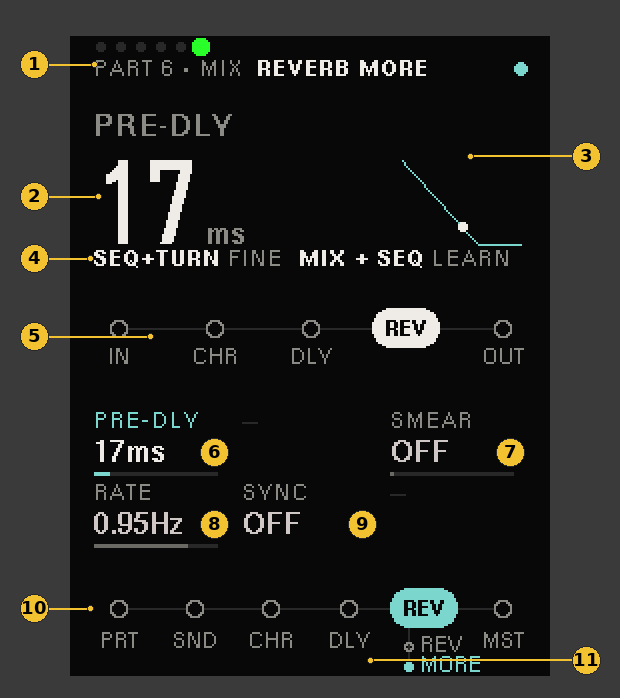 1 PART 6 · MIX REVERB MORE
PRE-DLY
3
2 17 ms
4 SEQ+TURN FINE MIX + SEQ LEARN
REV
5
IN CHR DLY OUT
PRE-DLY — SMEAR
17ms 6 OFF 7
RATE SYNC —
0.95Hz 8 OFF 9
10 REV
PRT SND CHR DLY REV MST
MORE 11